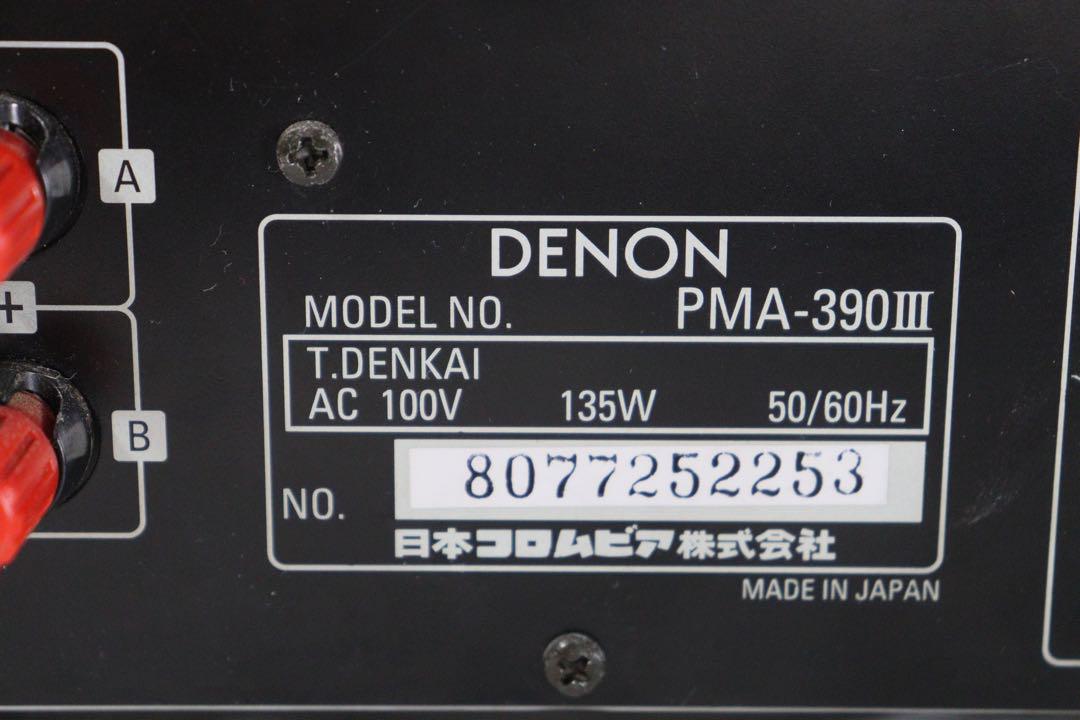 A
+
B
DENON
MODEL NO. PMA-390III
T.DENKAI
AC 100V 135W 50/60Hz
NO. 8077252253
日本コロムビア株式会社
MADE IN JAPAN